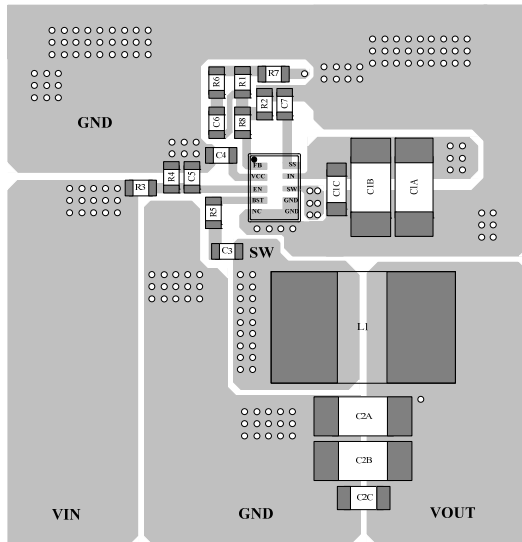 R6
R1
R7
R2
C7
C6
R8
GND
C4
FB
SS
VCC
IN
EN
SW
BST
GND
NC
GND
R4
C5
R3
R5
C1C
C1B
C1A
C3
SW
L1
C2A
C2B
C2C
VIN
GND
VOUT